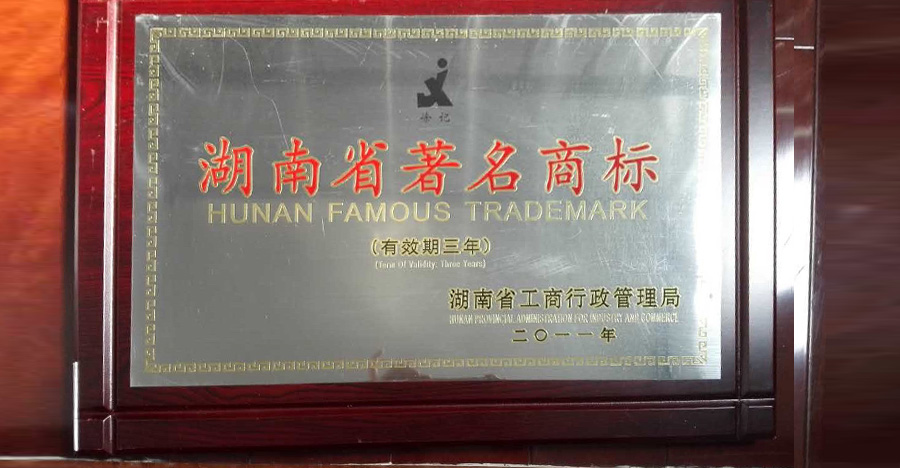 湖南省著名商标
HUNAN FAMOUS TRADEMARK
(有效期三年)
(Term Of Validity: Three Years)
湖南省工商行政管理局
HUNAN PROVINCIAL ADMINISTRATION FOR INDUSTRY AND COMMERCE
二〇一一年